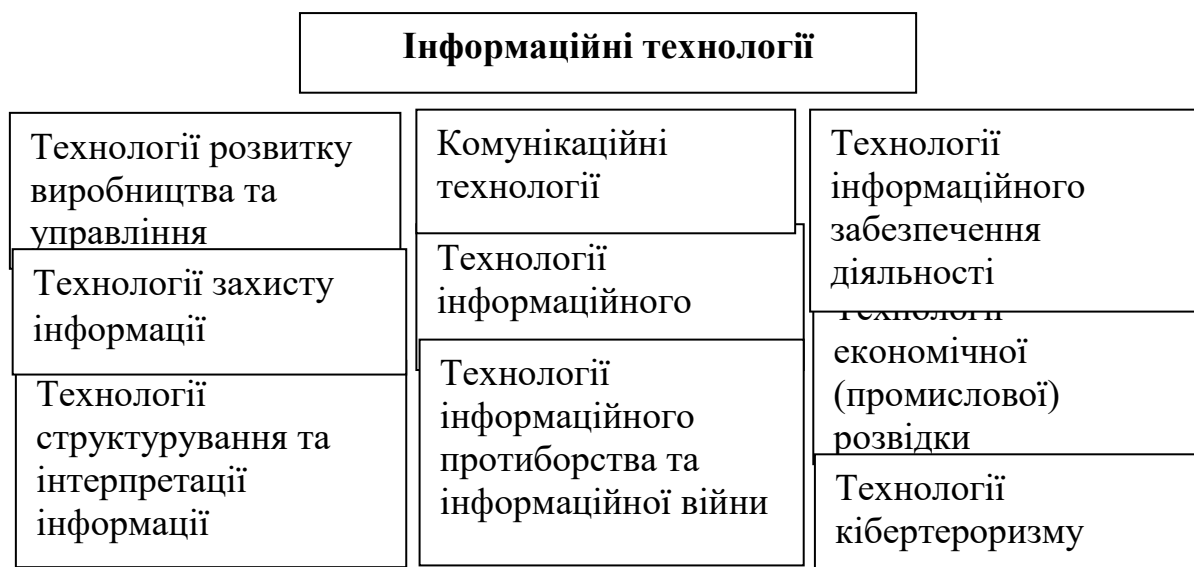 Інформаційні технології
Технології розвитку
виробництва та
управління
Технології захисту
інформації
Технології
структурування та
інтерпретації
інформації
Комунікаційні
технології
Технології
інформаційного
Технології
інформаційного
протиборства та
інформаційної війни
Технології
інформаційного
забезпечення
діяльності
Технології
економічної
(промислової)
розвідки
Технології
кібертероризму